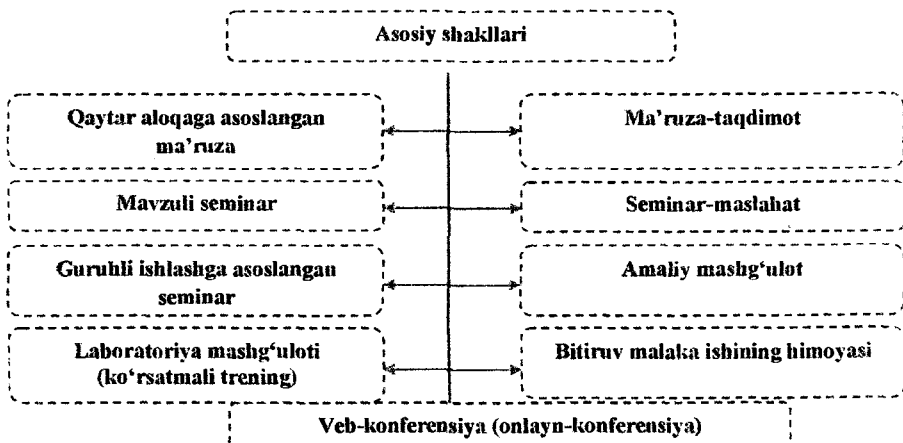 Asosiy shakllari
Qaytar aloqaga asoslangan
ma’ruza
Ma’ruza-taqdimot
Mavzuli seminar
Seminar-maslahat
Guruhli ishlashga asoslangan
seminar
Amaliy mashg‘ulot
Laboratoriya mashg‘uloti
(ko‘rsatmali trening)
Bitiruv malaka ishining himoyasi
Veb-konferensiya (onlayn-konferensiya)